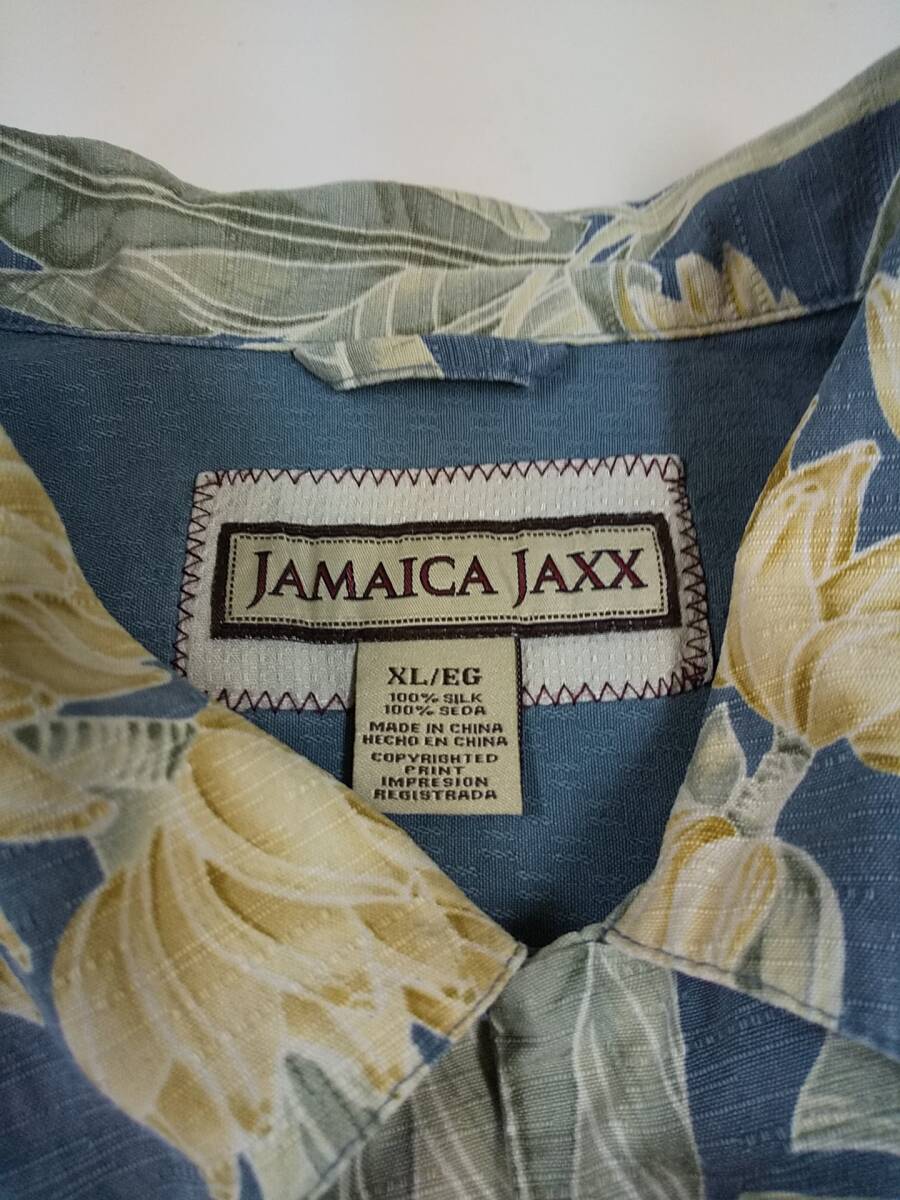 JAMAICA JAXX
XL/EG
100% SILK
100% SEDA
MADE IN CHINA
HECHO EN CHINA
COPYRIGHTED
PRINT
IMPRESION
REGISTRADA